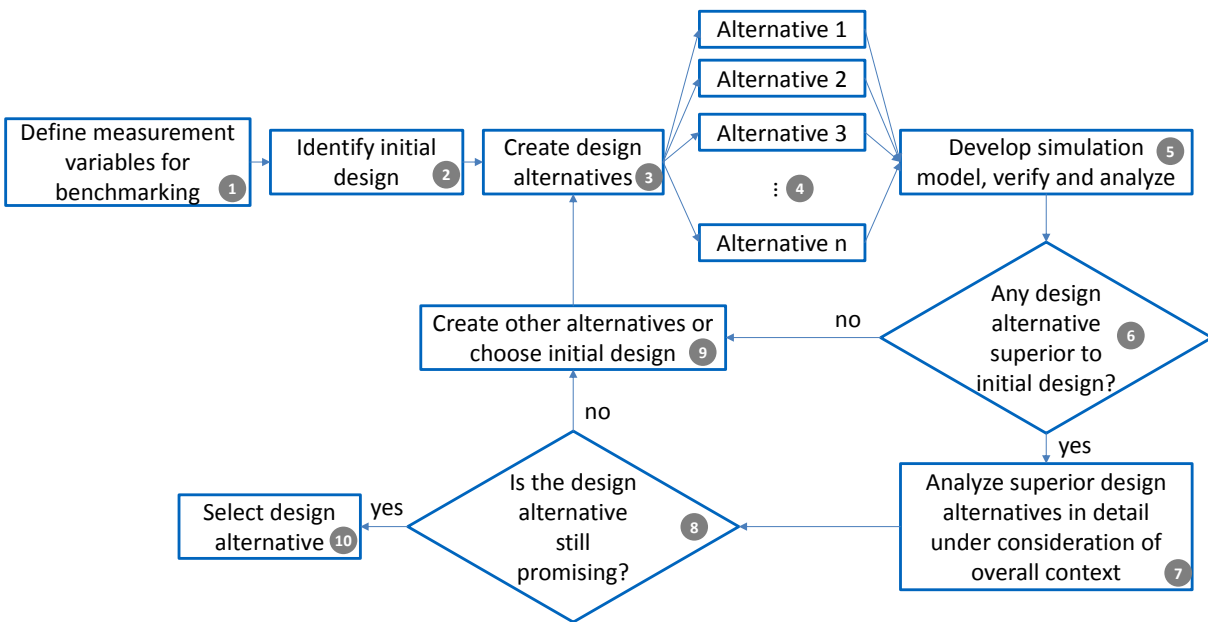 Define measurement
variables for
benchmarking 1
Identify initial
design 2
Create design
alternatives 3
Alternative 1
Alternative 2
Alternative 3
⋮ 4
Alternative n
Develop simulation 5
model, verify and analyze
Any design
alternative 6
superior to
initial design?
no
yes
Create other alternatives or
choose initial design 9
no
Analyze superior design
alternatives in detail
under consideration of
overall context 7
Is the design
alternative 8
still
promising?
yes
Select design
alternative 10